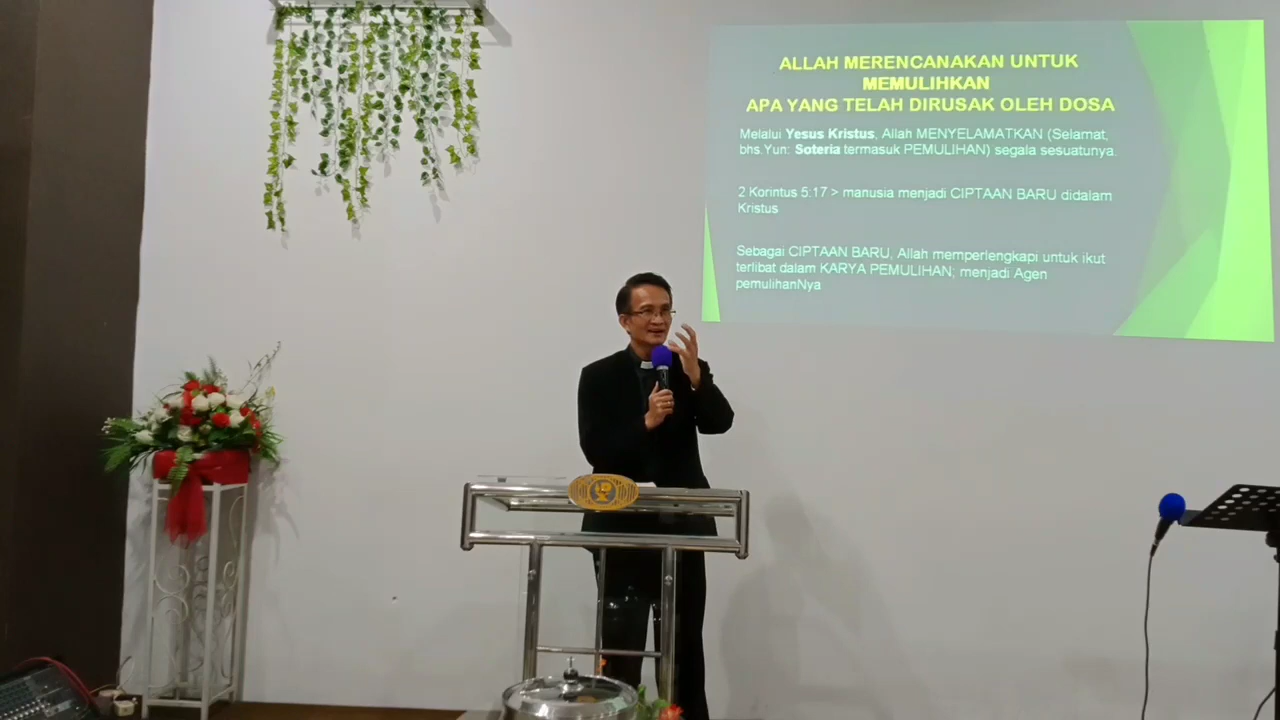 ALLAH MERENCANAKAN UNTUK
MEMULIHKAN
APA YANG TELAH DIRUSAK OLEH DOSA
Melalui Yesus Kristus, Allah MENYELAMATKAN (Selamat,
bhs.Yun: Soteria termasuk PEMULIHAN) segala sesuatunya.
2 Korintus 5:17 > manusia menjadi CIPTAAN BARU didalam
Kristus
Sebagai CIPTAAN BARU, Allah memperlengkapi untuk ikut
terlibat dalam KARYA PEMULIHAN; menjadi Agen
pemulihanNya